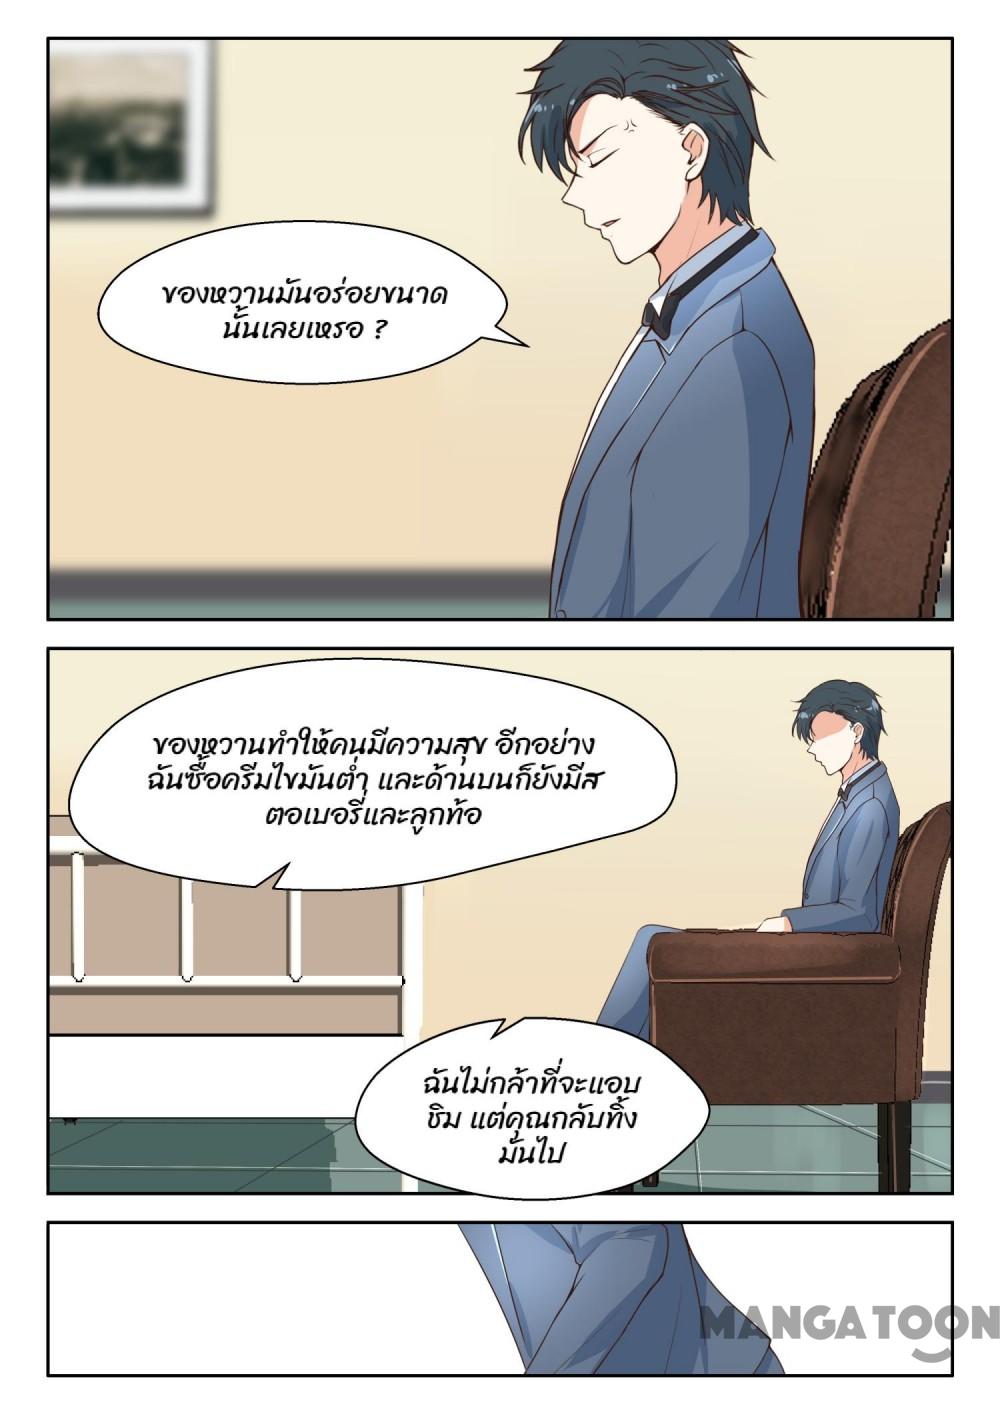 ของหวานมันอร่อยขนาด
นั้นเลยเหรอ ?
ของหวานทำให้คนมีความสุข อีกอย่าง
ฉันซื้อครีมไขมันต่ำ และด้านบนก็ยังมีส
ตอเบอรี่และลูกท้อ
ฉันไม่กล้าที่จะแอบ
ชิม แต่คุณกลับทิ้ง
มันไป
MANGATOON